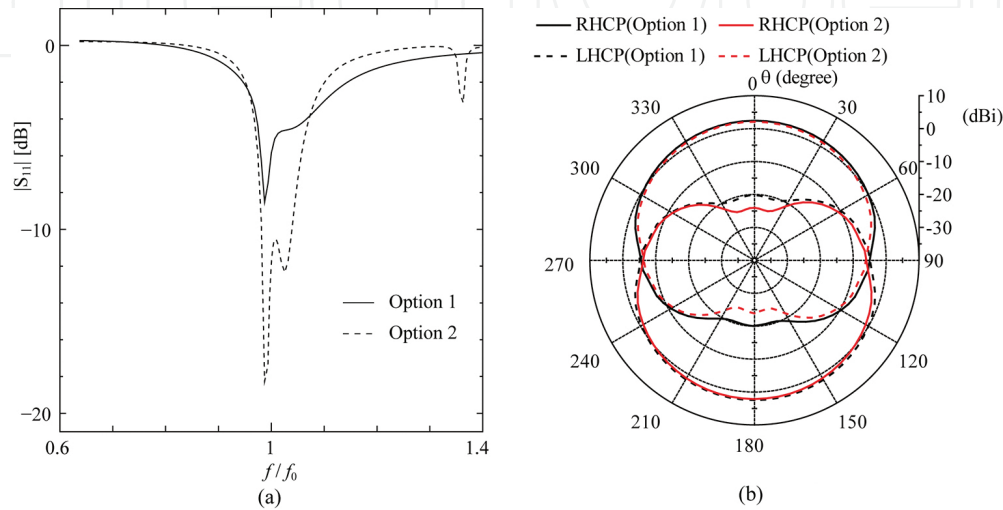 0
−10
−20
|S11| [dB]
0.6
1
1.4
f/f0
Option 1
Option 2
(a)
RHCP(Option 1)
RHCP(Option 2)
LHCP(Option 1)
LHCP(Option 2)
0 θ (degree)
330
30
300
60
270
90
240
120
210
150
180
10
0
-10
-20
-30
(dBi)
(b)